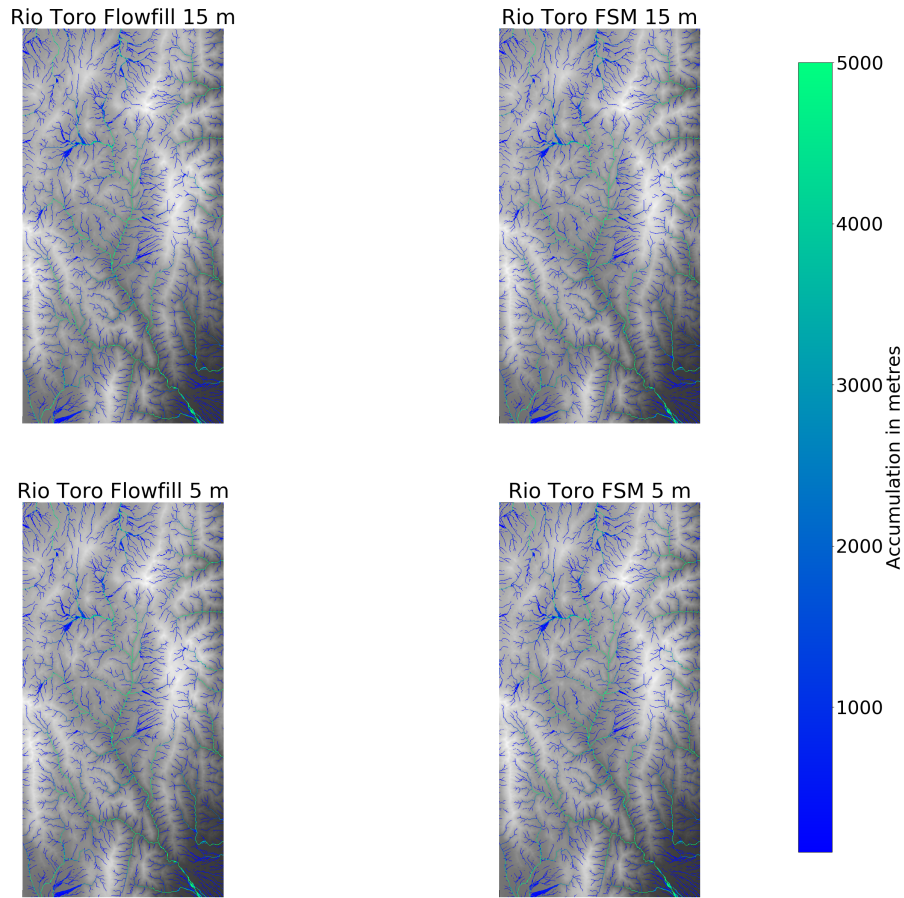 Rio Toro Flowfill 15 m
Rio Toro FSM 15 m
5000
4000
3000
2000
1000
Accumulation in metres
Rio Toro Flowfill 5 m
Rio Toro FSM 5 m